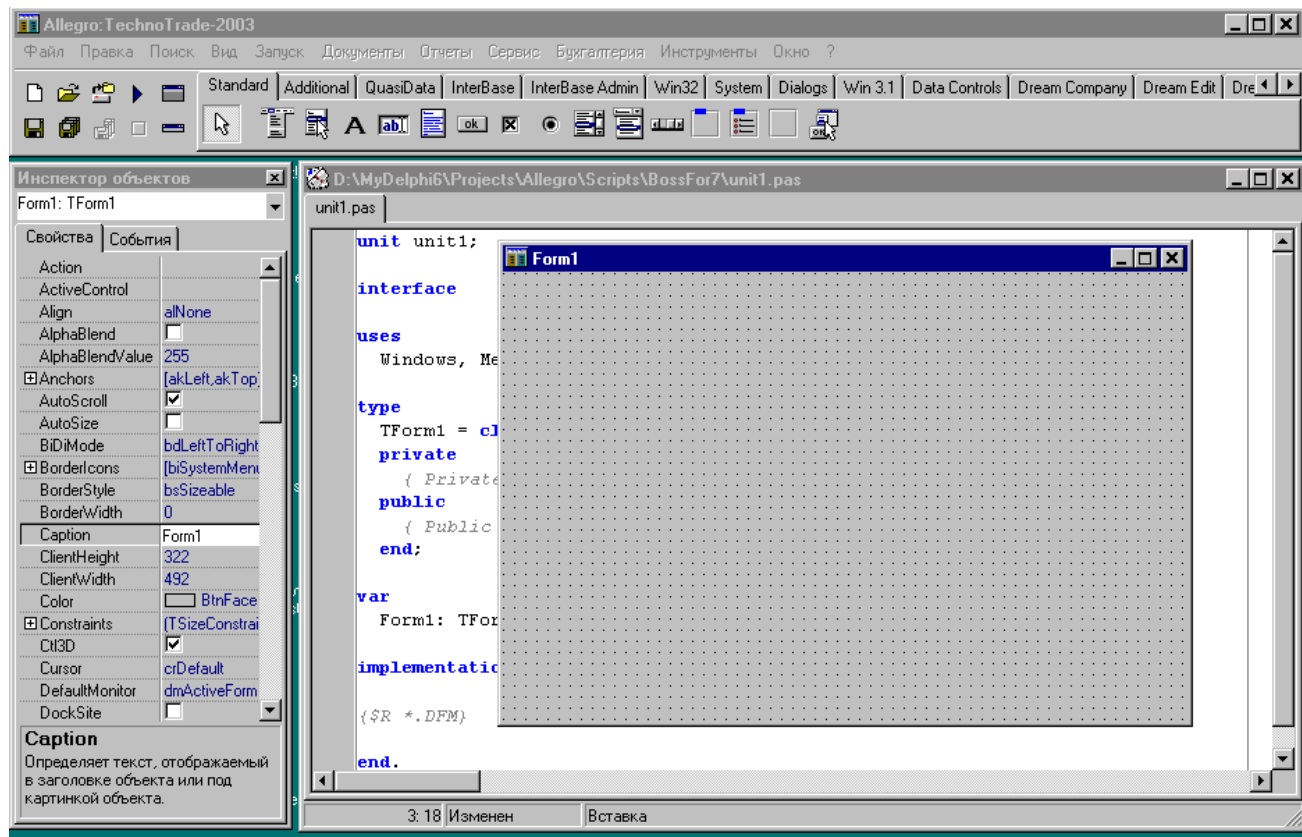 Allegro:TechnoTrade-2003
Файл Правка Поиск Вид Запуск Документы Отчеты Сервис Бухгалтерия Инструменты Окно ?
Standard Additional QuasiData InterBase InterBase Admin Win32 System Dialogs Win 3.1 Data Controls Dream Company Dream Edit Dre
A abI ok
OK
Инспектор объектов
Form1: TForm1
Свойства События
Action
ActiveControl
Align alNone
AlphaBlend
AlphaBlendValue 255
Anchors [akLeft,akTop]
AutoScroll
AutoSize
BiDiMode bdLeftToRight
BorderIcons [biSystemMenu
BorderStyle bsSizeable
BorderWidth 0
Caption Form1
ClientHeight 322
ClientWidth 492
Color BtnFace
Constraints (TSizeConstrai
Ctl3D
Cursor crDefault
DefaultMonitor dmActiveForm
DockSite
Caption
Определяет текст, отображаемый
в заголовке объекта или под
картинкой объекта.
D:\MyDelphi6\Projects\Allegro\Scripts\BossFor7\unit1.pas
unit1.pas
unit unit1;
interface
uses
Windows, Me
type
TForm1 = cl
private
{ Private
public
{ Public
end;
var
Form1: TFor
implementatic
{$R *.DFM}
end.
Form1
3: 18 Изменен Вставка